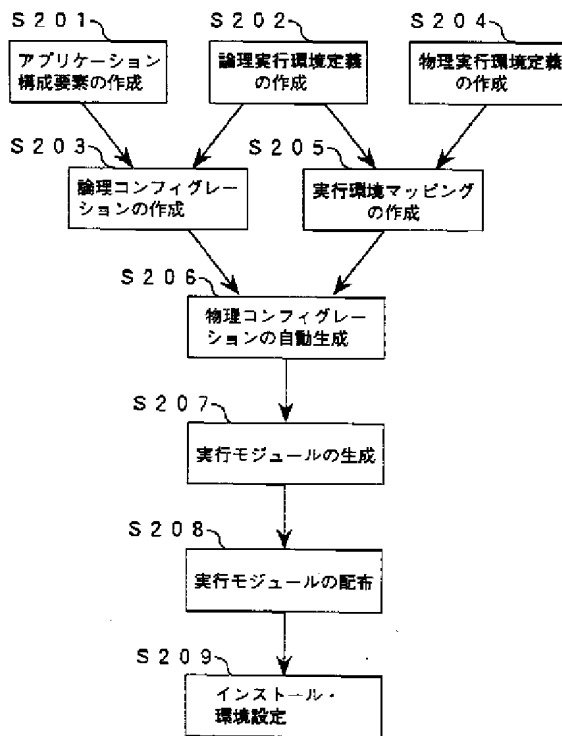 S201
アプリケーション
構成要素の作成
S202
論理実行環境定義
の作成
S204
物理実行環境定義
の作成
S203
論理コンフィグレー
ションの作成
S205
実行環境マッピング
の作成
S206
物理コンフィグレー
ションの自動生成
S207
実行モジュールの生成
S208
実行モジュールの配布
S209
インストール・
環境設定